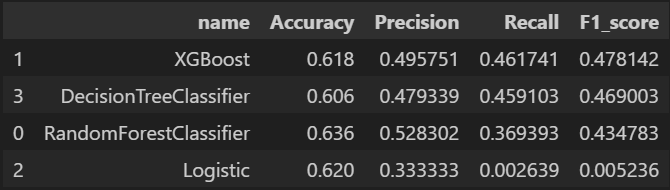 name Accuracy Precision Recall F1_score
1 XGBoost 0.618 0.495751 0.461741 0.478142
3 DecisionTreeClassifier 0.606 0.479339 0.459103 0.469003
0 RandomForestClassifier 0.636 0.528302 0.369393 0.434783
2 Logistic 0.620 0.333333 0.002639 0.005236